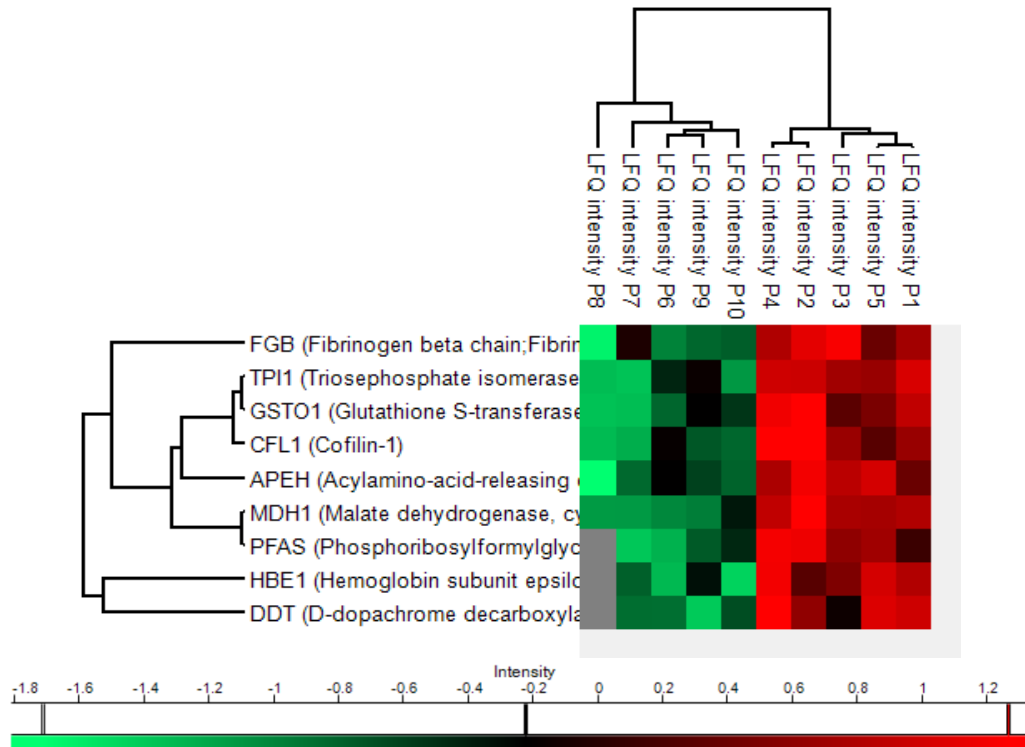 LFQ intensity P8
LFQ intensity P7
LFQ intensity P6
LFQ intensity P9
LFQ intensity P10
LFQ intensity P4
LFQ intensity P2
LFQ intensity P3
LFQ intensity P5
LFQ intensity P1
FGB (Fibrinogen beta chain;Fibrin
TPI1 (Triosephosphate isomerase
GSTO1 (Glutathione S-transferase
CFL1 (Cofilin-1)
APEH (Acylamino-acid-releasing e
MDH1 (Malate dehydrogenase, cy
PFAS (Phosphoribosylformylglyc
HBE1 (Hemoglobin subunit epsilo
DDT (D-dopachrome decarboxyla
Intensity
-1.8 -1.6 -1.4 -1.2 -1 -0.8 -0.6 -0.4 -0.2 0 0.2 0.4 0.6 0.8 1 1.2